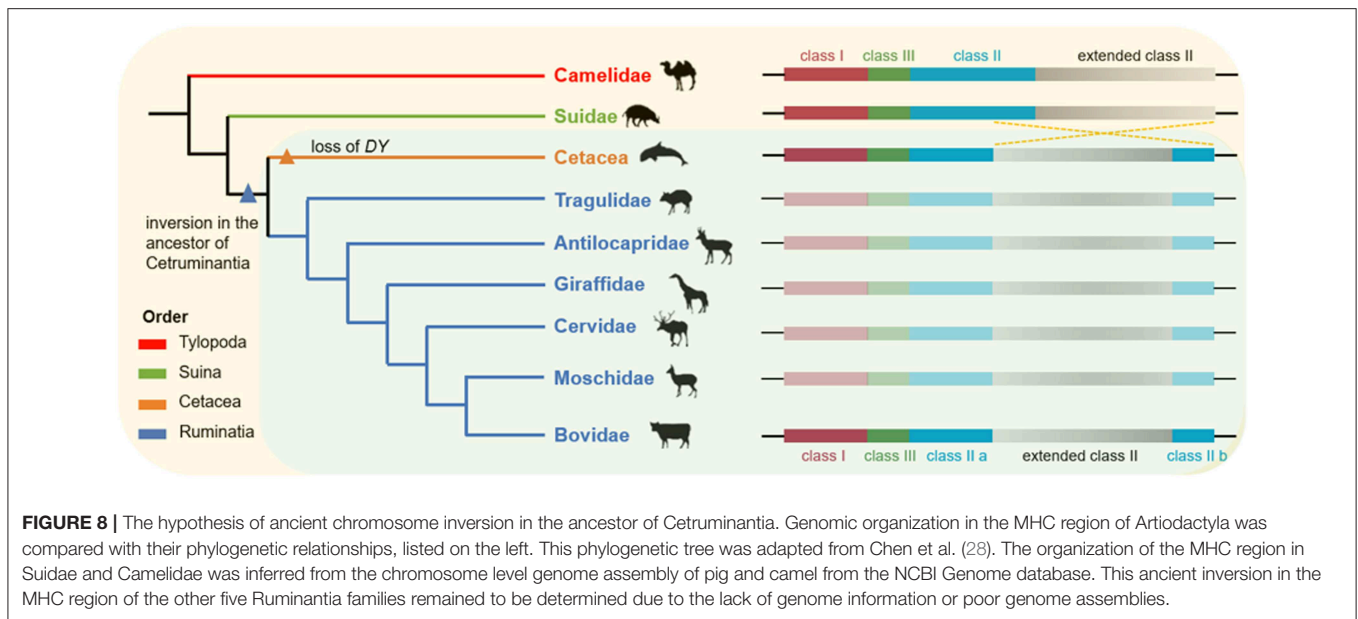 class I class III class II extended class II
Camelidae
Suidae
loss of DY
Cetacea
Tragulidae
inversion in the
ancestor of
Cetruminantia
Antilocapridae
Giraffidae
Order
Cervidae
Tylopoda
Suina
Moschidae
Cetacea
Ruminatia
Bovidae
class I class III class II a extended class II class II b
FIGURE 8 | The hypothesis of ancient chromosome inversion in the ancestor of Cetruminantia. Genomic organization in the MHC region of Artiodactyla was
compared with their phylogenetic relationships, listed on the left. This phylogenetic tree was adapted from Chen et al. (28). The organization of the MHC region in
Suidae and Camelidae was inferred from the chromosome level genome assembly of pig and camel from the NCBI Genome database. This ancient inversion in the
MHC region of the other five Ruminantia families remained to be determined due to the lack of genome information or poor genome assemblies.